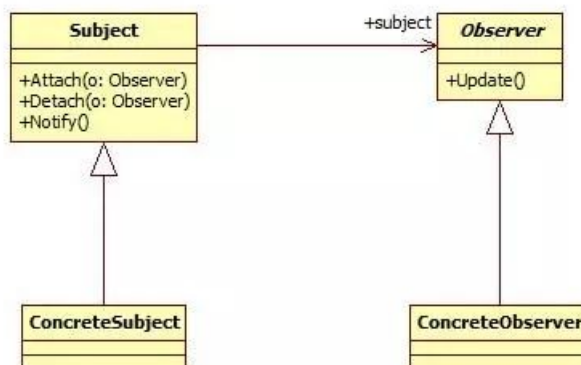 Subject
+subject
Observer
+Attach(o: Observer)
+Detach(o: Observer)
+Notify()
+Update()
ConcreteSubject
ConcreteObserver